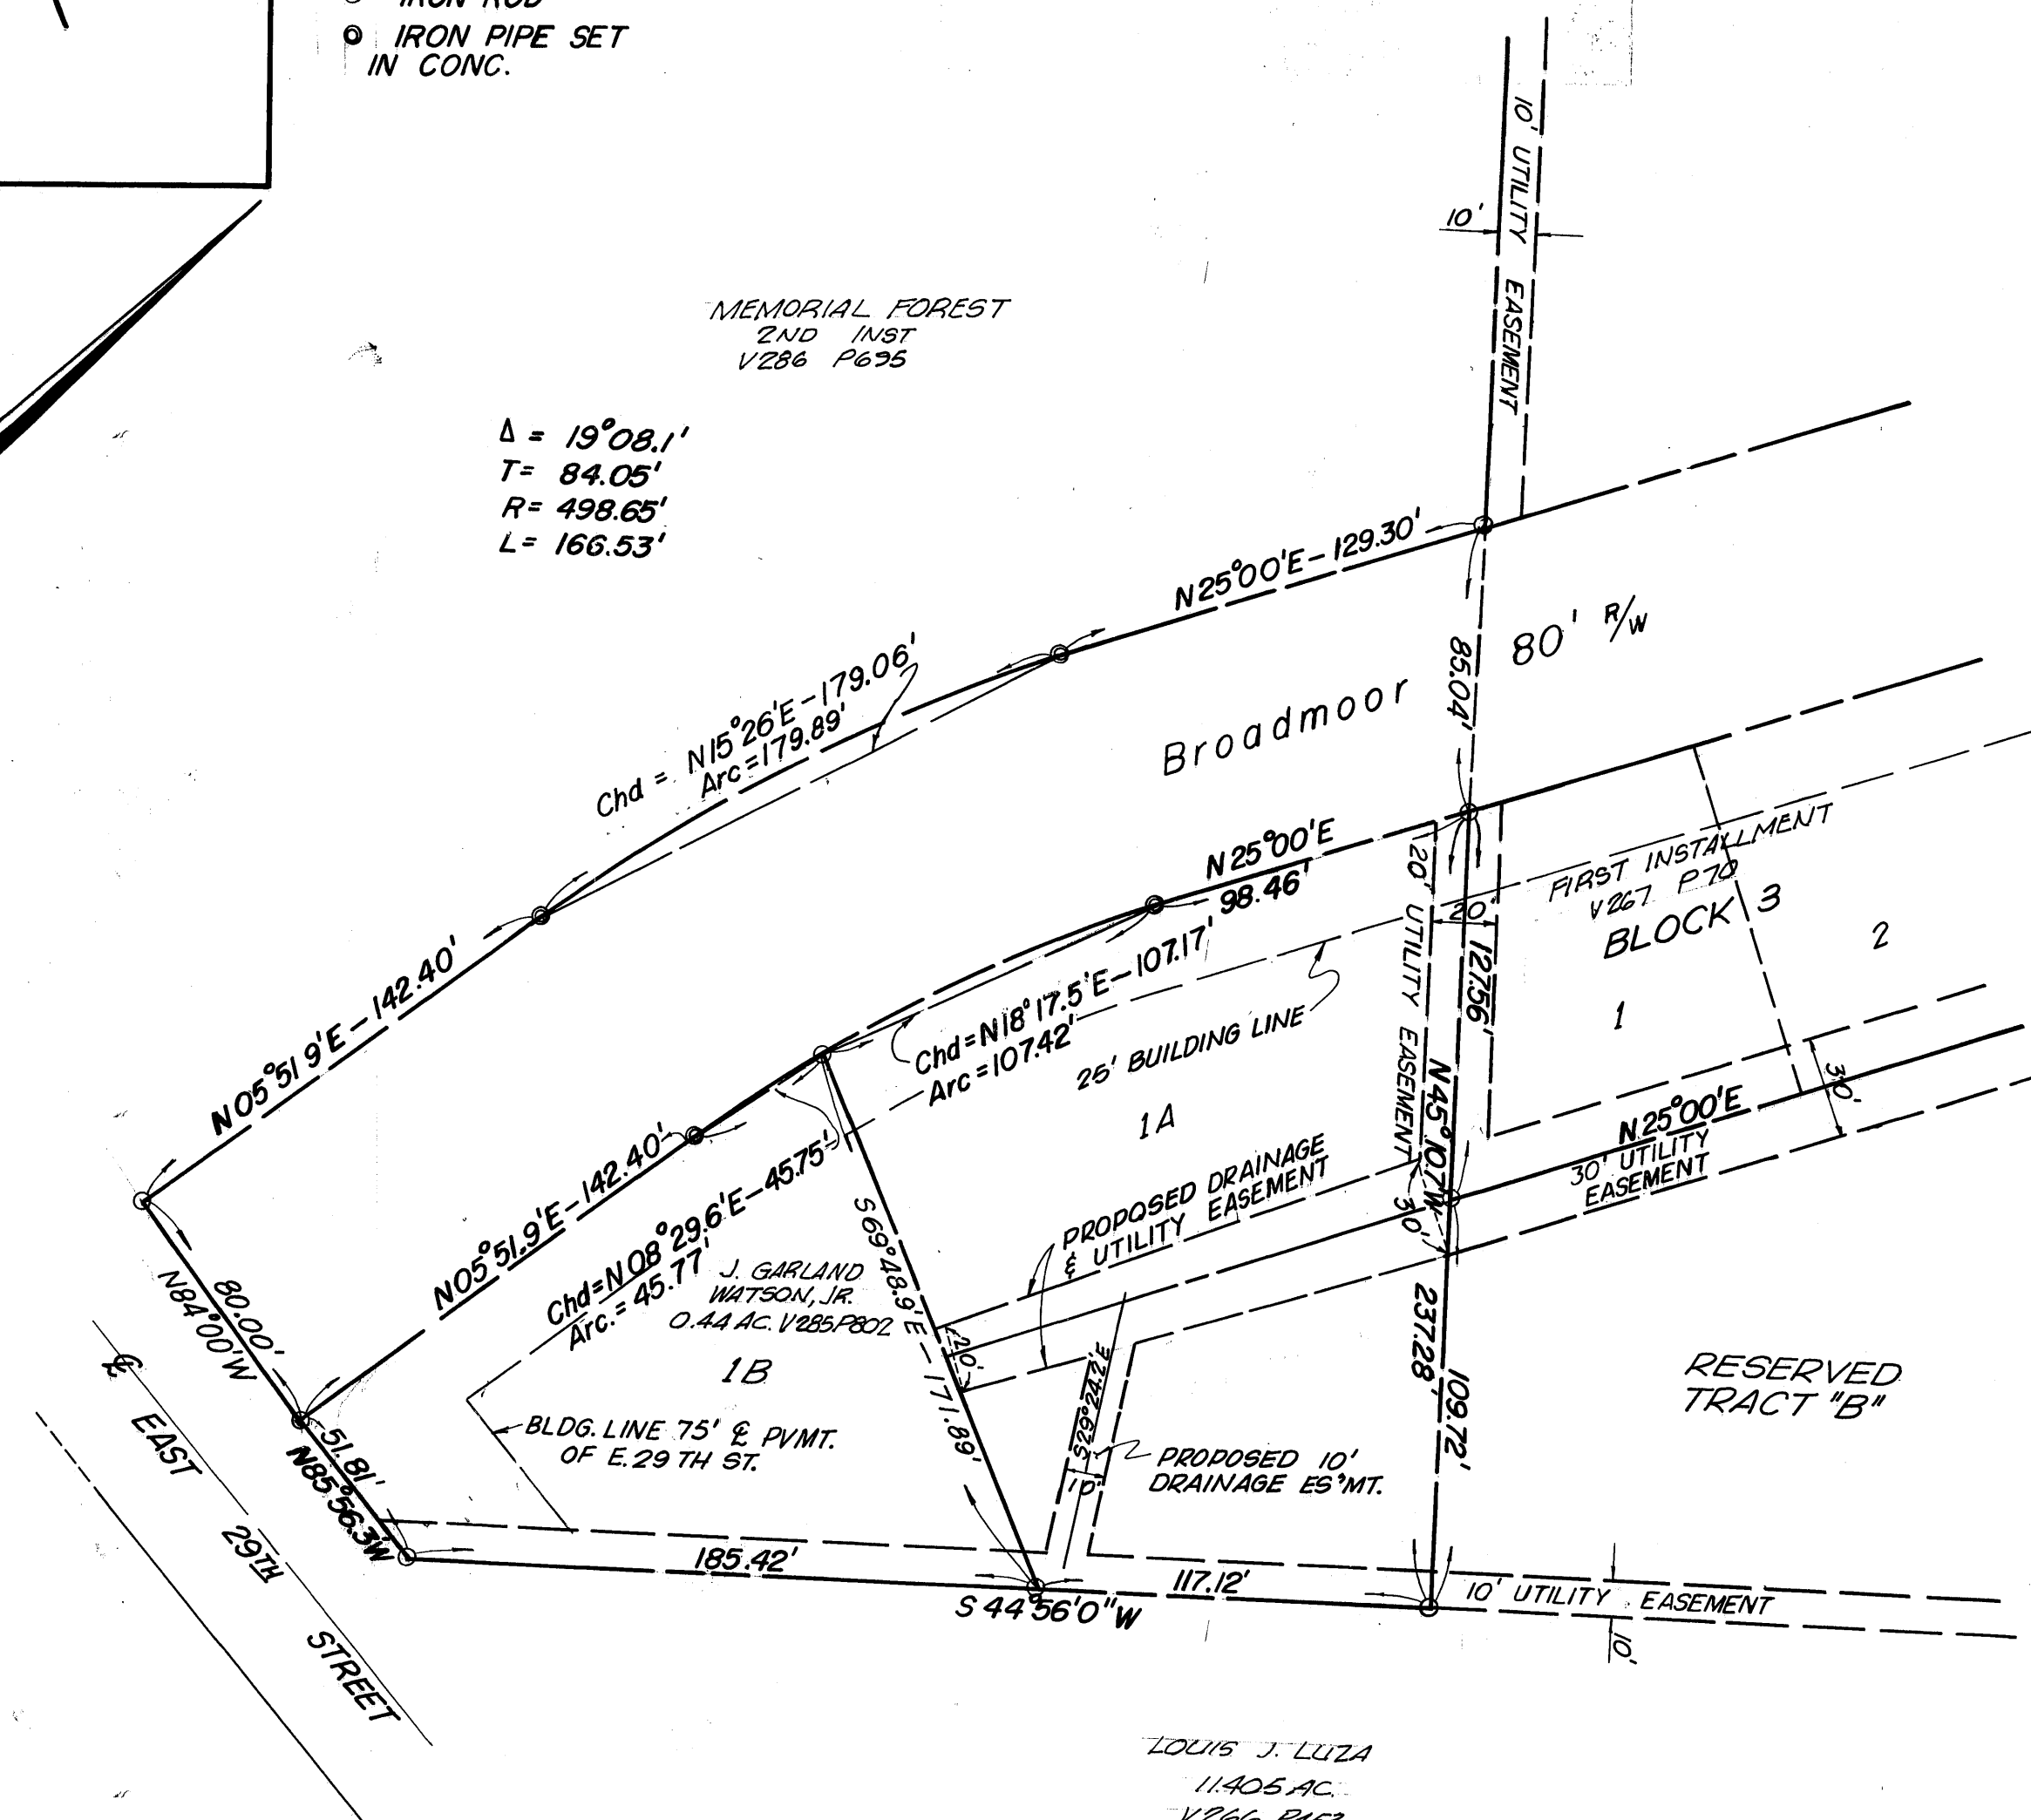 IRON ROD
IRON PIPE SET
IN CONC.
10' UTILITY EASEMENT
10'
MEMORIAL FOREST
2ND INST
V286 P695
Δ = 19°08.1'
T= 84.05'
R= 498.65'
L= 166.53'
N25°00'E-129.30'
80' R/W
85.04'
Broadmoor
Chd = N15°26'E-179.06'
Arc=179.89'
N25°00'E
98.46'
FIRST INSTALLMENT
V267 P70
BLOCK 3
2
1
20' UTILITY EASEMENT
20'
127.56'
N05°51.9'E-142.40'
Chd=N18°17.5'E-107.17'
Arc=107.42'
25' BUILDING LINE
1A
N45°10.7'W
30'
N25°00'E
30' UTILITY
EASEMENT
30'
PROPOSED DRAINAGE
& UTILITY EASEMENT
N05°51.9'E-142.40'
Chd=N08°29.6'E-45.75'
Arc.=45.77'
S69°48.9'E-171.89'
J. GARLAND
WATSON, JR.
0.44 AC. V285P802
1B
80.00'
N84°00'W
20'
237.28'
109.72'
RESERVED
TRACT "B"
BLDG. LINE 75' ℄ PVMT.
OF E. 29TH ST.
S29°24.2'E
10'
PROPOSED 10'
DRAINAGE ES'MT.
51.81'
N85°56.3'W
℄
EAST 29TH STREET
185.42'
117.12'
S 44°56'0"W
10' UTILITY EASEMENT
10'
LOUIS J. LUZA
11.405 AC.